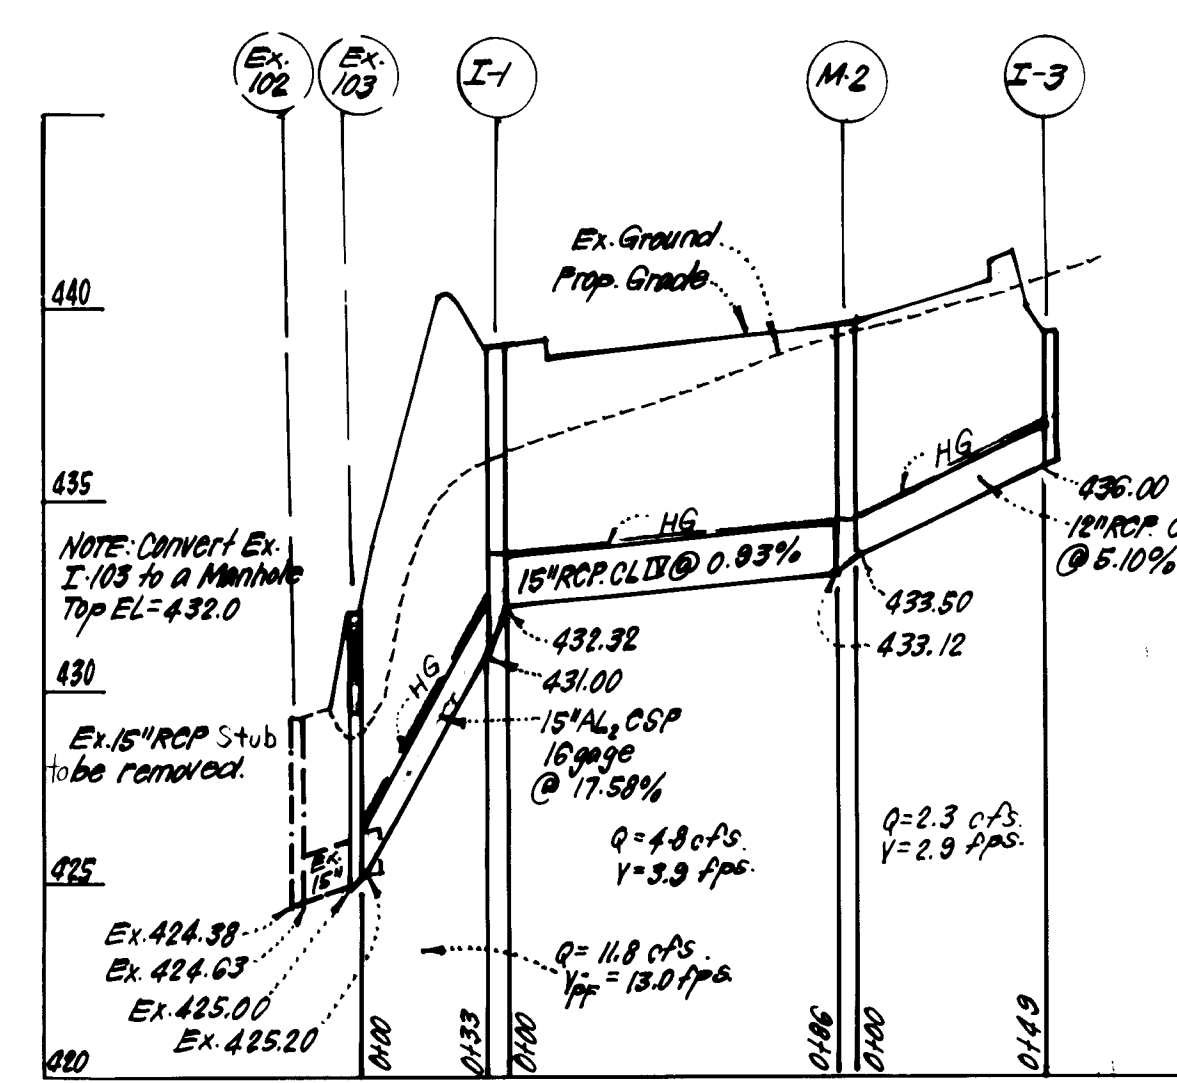 Ex.
102
Ex.
103
I-1
M-2
I-3
Ex. Ground
Prop. Grade
440
435
430
425
420
HG
436.00
12" RCP.
@ 5.10%
HG
15" RCP. CL IV @ 0.93%
NOTE: Convert Ex.
I-103 to a Manhole
Top EL = 432.0
433.50
433.12
432.32
431.00
HG
15" AL₂ CSP
16 gage
@ 17.58%
Ex. 15" RCP Stub
to be removed.
Q = 4.8 cfs.
V = 3.9 fps.
Q = 2.3 cfs.
V = 2.9 fps.
Ex.
15"
Ex. 424.38
Ex. 424.63
Ex. 425.00
Ex. 425.20
Q = 11.8 cfs.
VPF = 13.0 fps.
0+00
0+33
0+00
0+86
0+00
0+49